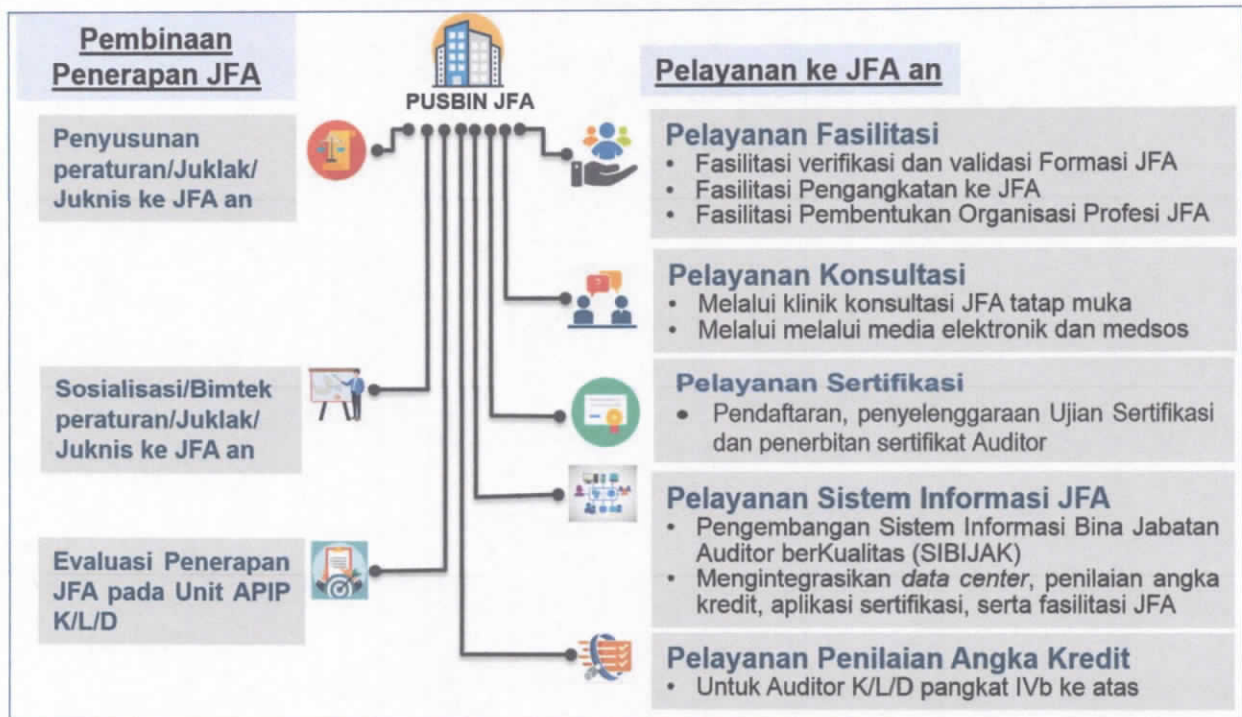 Pembinaan
Penerapan JFA
PUSBIN JFA
Pelayanan ke JFA an
Penyusunan
peraturan/Juklak/
Juknis ke JFA an
Sosialisasi/Bimtek
peraturan/Juklak/
Juknis ke JFA an
Evaluasi Penerapan
JFA pada Unit APIP
K/L/D
Pelayanan Fasilitasi
• Fasilitasi verifikasi dan validasi Formasi JFA
• Fasilitasi Pengangkatan ke JFA
• Fasilitasi Pembentukan Organisasi Profesi JFA
Pelayanan Konsultasi
• Melalui klinik konsultasi JFA tatap muka
• Melalui melalui media elektronik dan medsos
Pelayanan Sertifikasi
• Pendaftaran, penyelenggaraan Ujian Sertifikasi
dan penerbitan sertifikat Auditor
Pelayanan Sistem Informasi JFA
• Pengembangan Sistem Informasi Bina Jabatan
Auditor berKualitas (SIBIJAK)
• Mengintegrasikan data center, penilaian angka
kredit, aplikasi sertifikasi, serta fasilitasi JFA
Pelayanan Penilaian Angka Kredit
• Untuk Auditor K/L/D pangkat IVb ke atas